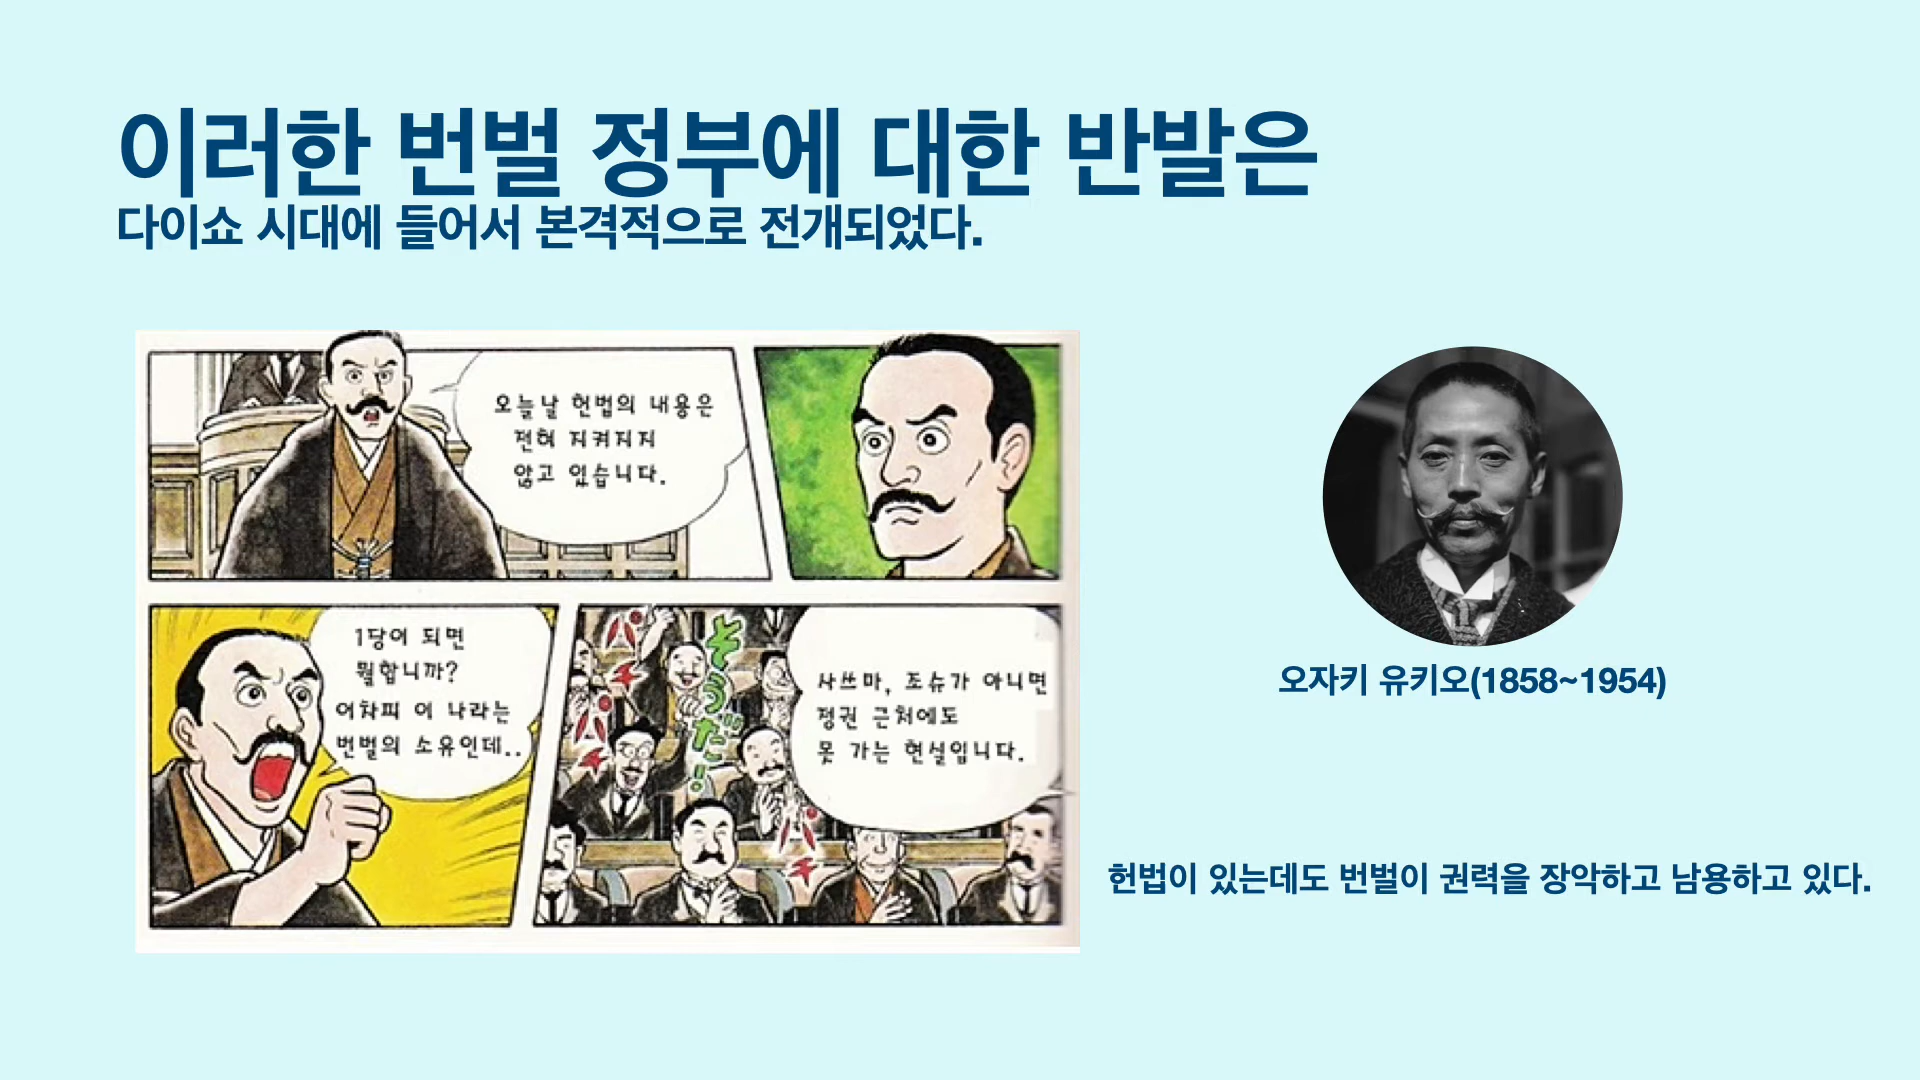 이러한 번벌 정부에 대한 반발은
다이쇼 시대에 들어서 본격적으로 전개되었다.
오늘날 헌법의 내용은
전혀 지켜지지
않고 있습니다.
1당이 되면
뭘합니까?
어차피 이 나라는
번벌의 소유인데..
パチ
パチ
パチ
そうだ!
사쓰마, 조슈가 아니면
정권 근처에도
못 가는 현실입니다.
오자키 유키오(1858~1954)
헌법이 있는데도 번벌이 권력을 장악하고 남용하고 있다.